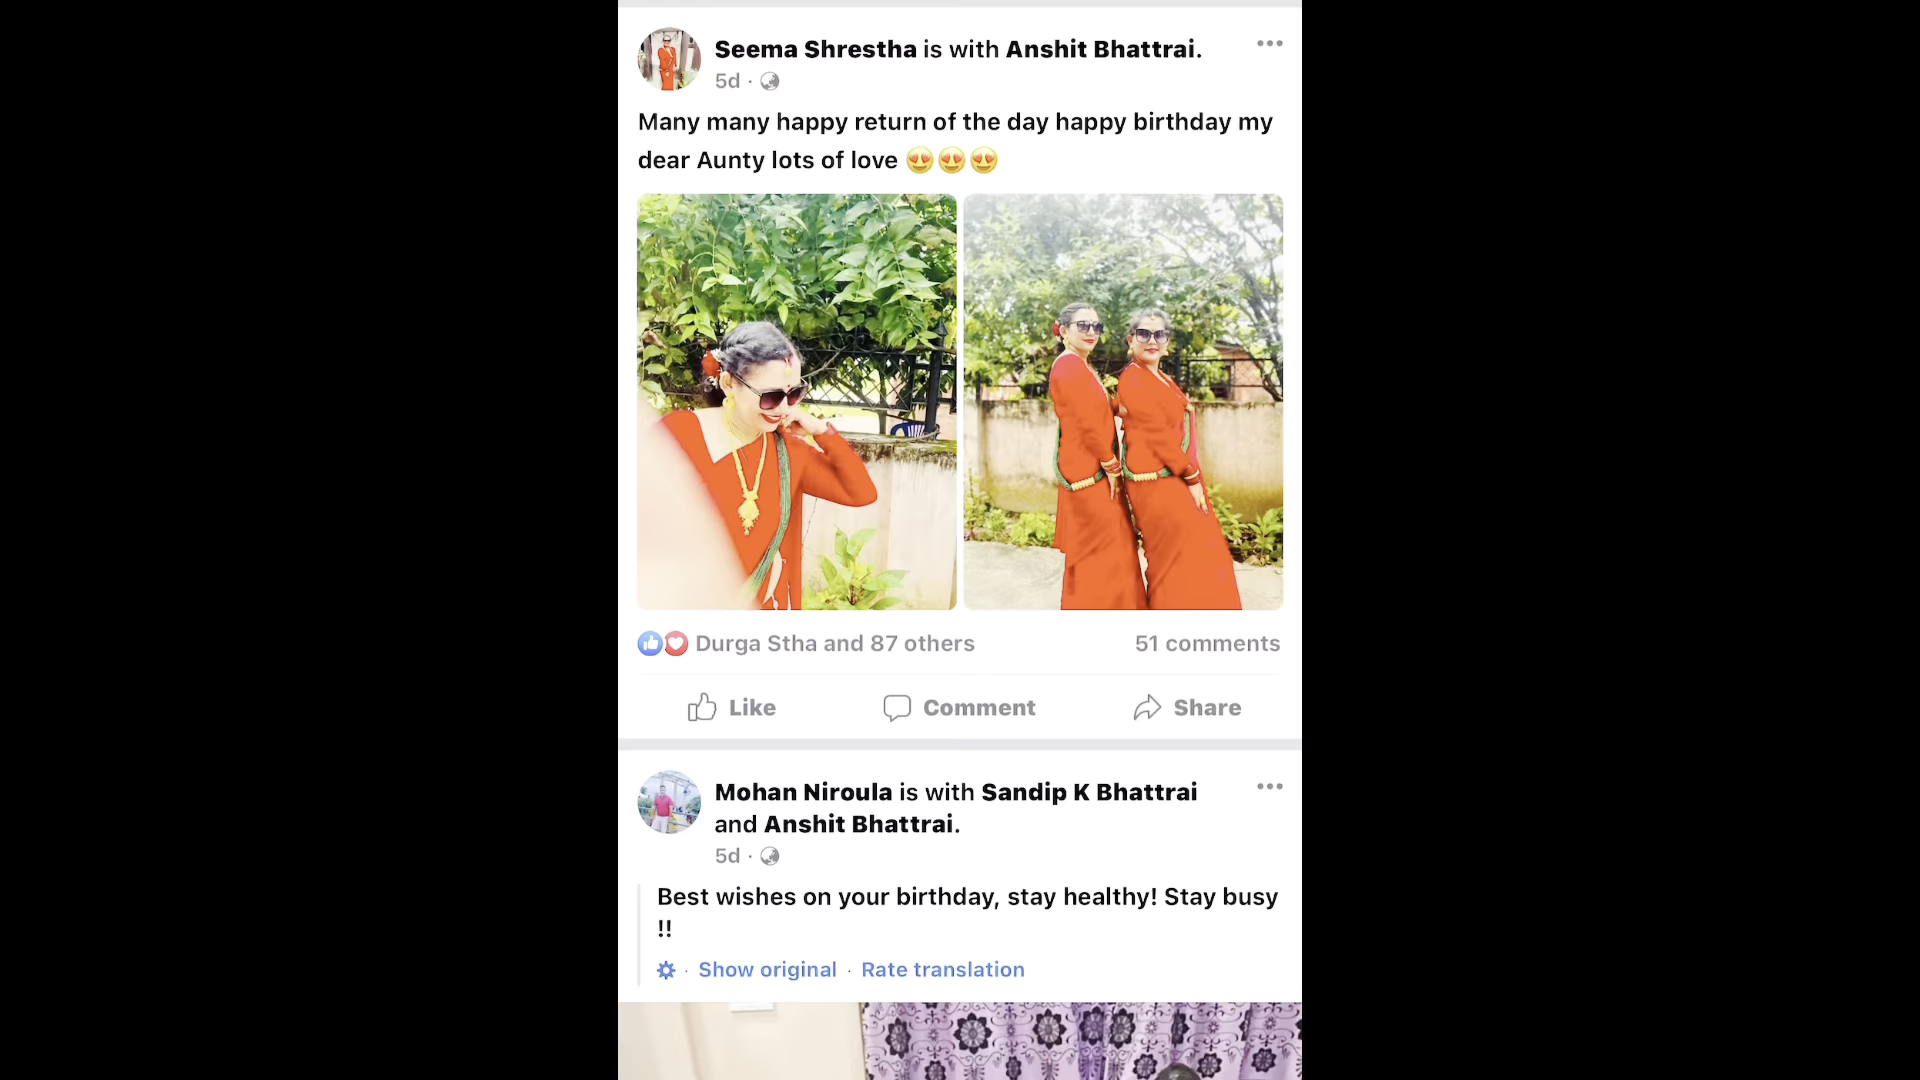 Seema Shrestha is with Anshit Bhattrai.
5d ·
Many many happy return of the day happy birthday my
dear Aunty lots of love 😍😍😍
Durga Stha and 87 others
51 comments
Like
Comment
Share
Mohan Niroula is with Sandip K Bhattrai
and Anshit Bhattrai.
5d ·
Best wishes on your birthday, stay healthy! Stay busy
!!
· Show original · Rate translation